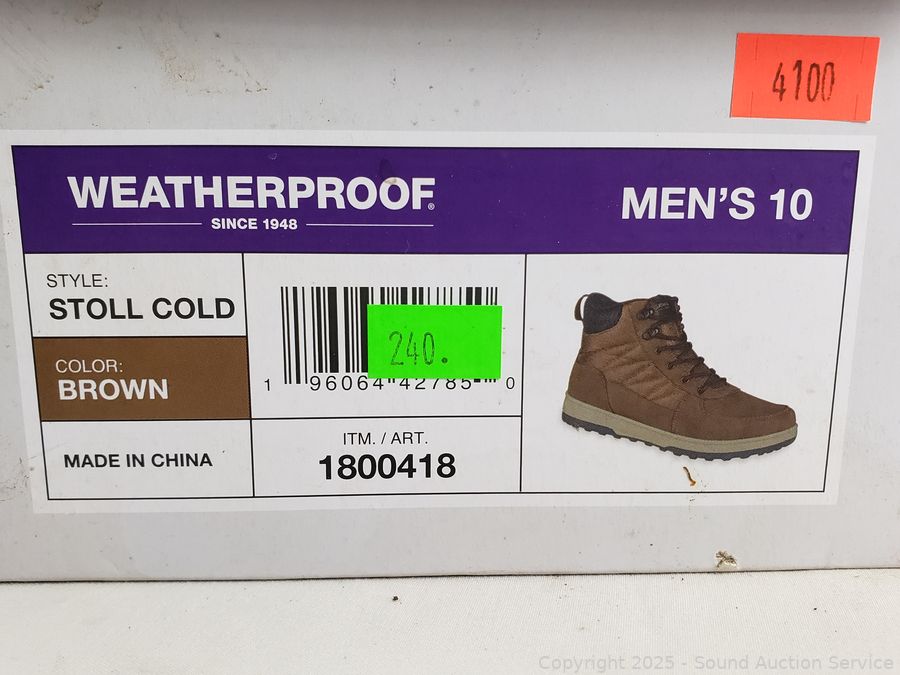 4100
WEATHERPROOF®
SINCE 1948
MEN'S 10
STYLE:
STOLL COLD
COLOR:
BROWN
MADE IN CHINA
240.
1 96064 42785 0
ITM. / ART.
1800418
Copyright 2025 - Sound Auction Service